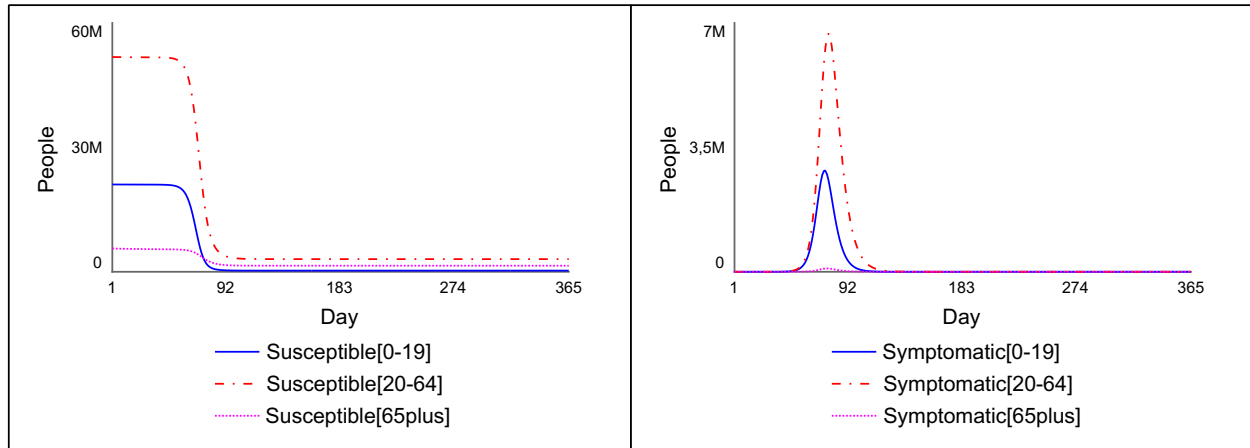 60M
30M
0
People
1
92
183
274
365
Day
Susceptible[0-19]
Susceptible[20-64]
Susceptible[65plus]
7M
3,5M
0
People
1
92
183
274
365
Day
Symptomatic[0-19]
Symptomatic[20-64]
Symptomatic[65plus]